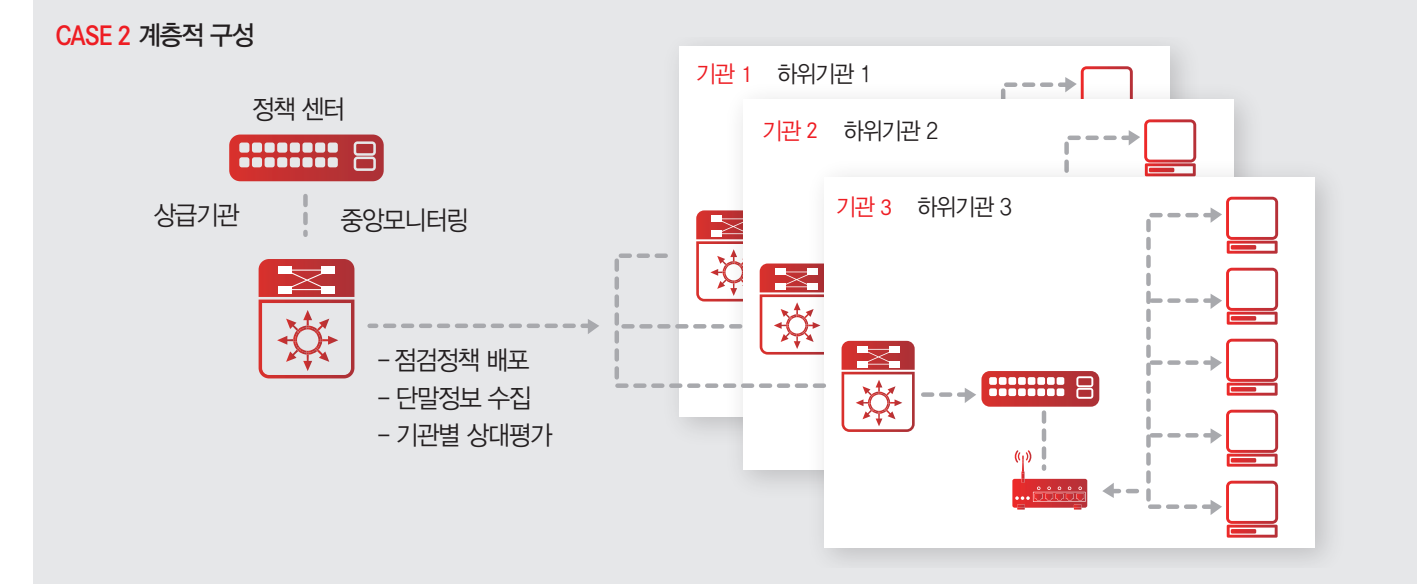 CASE 2 계층적 구성
정책 센터
상급기관
중앙모니터링
– 점검정책 배포
– 단말정보 수집
– 기관별 상대평가
기관 1 하위기관 1
기관 2 하위기관 2
기관 3 하위기관 3